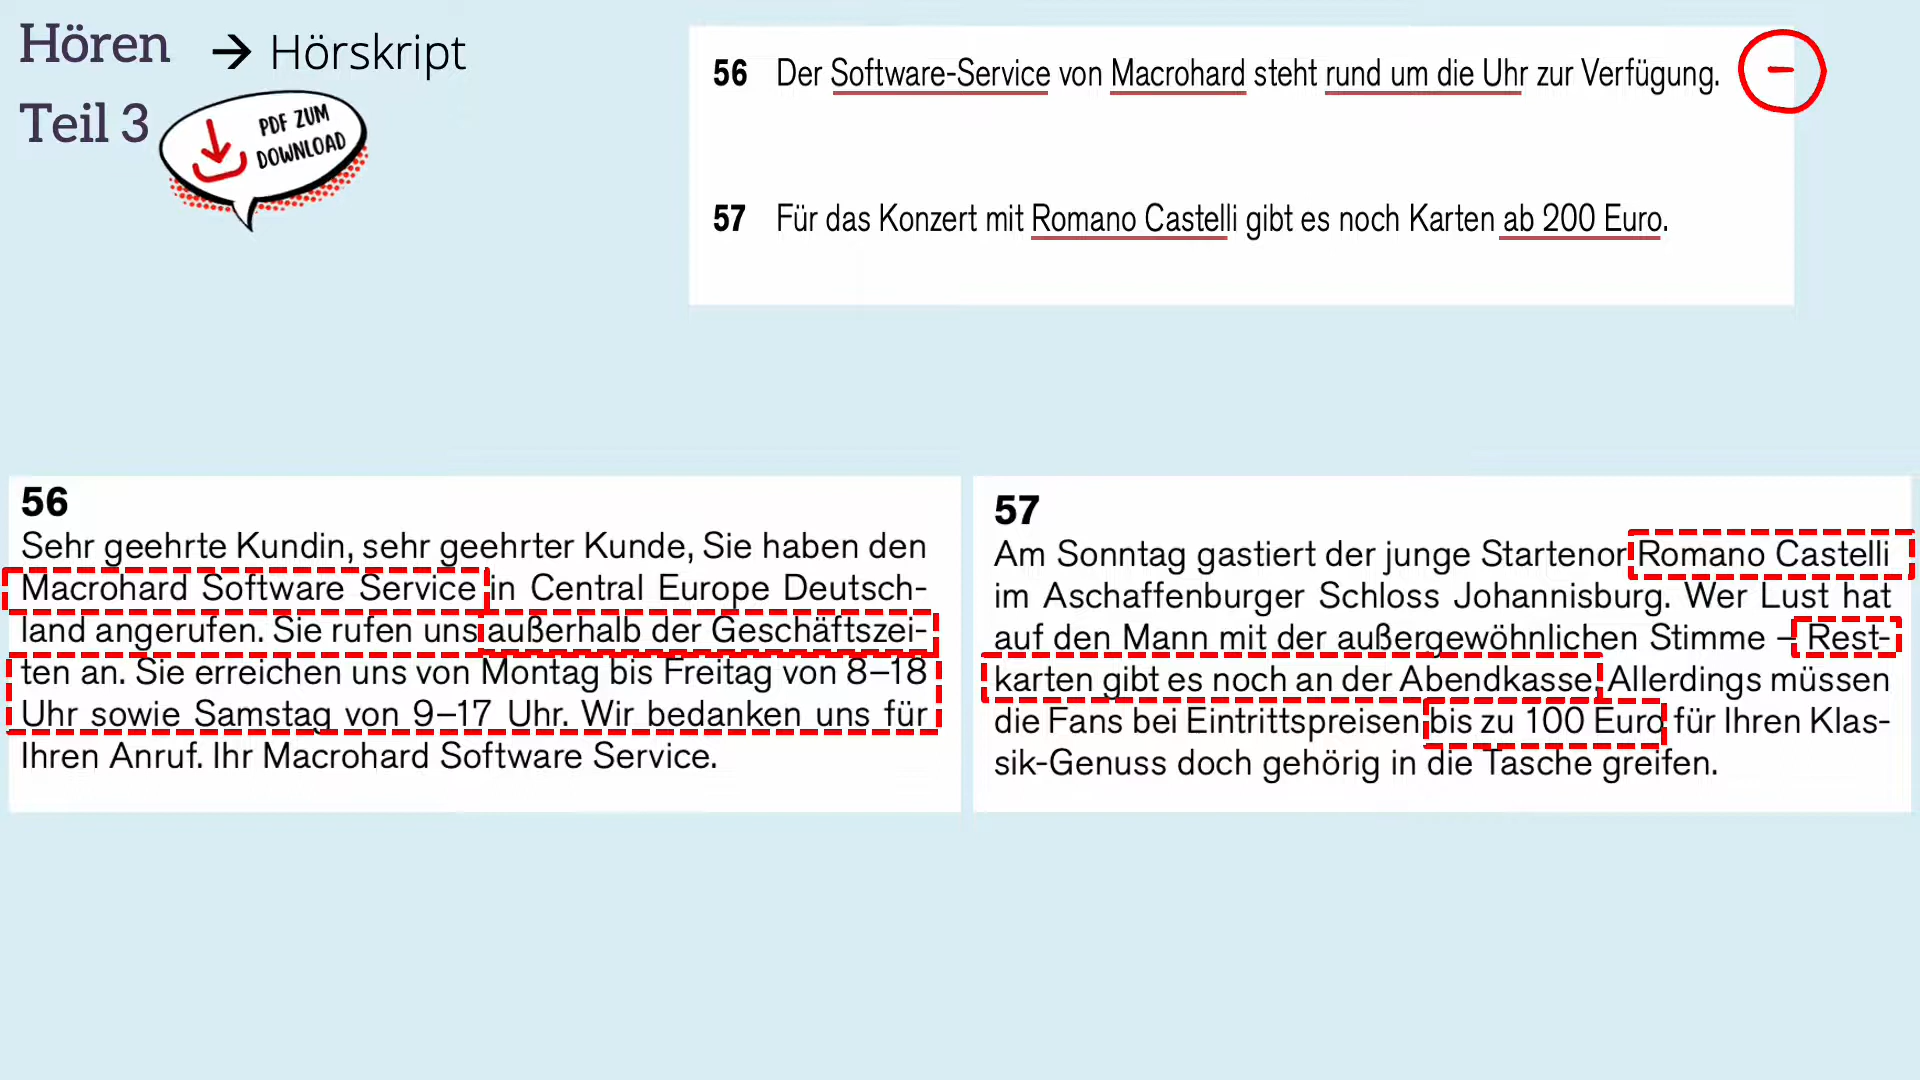 Hören → Hörskript
Teil 3
PDF ZUM
DOWNLOAD
56 Der Software-Service von Macrohard steht rund um die Uhr zur Verfügung. –
57 Für das Konzert mit Romano Castelli gibt es noch Karten ab 200 Euro.
56
Sehr geehrte Kundin, sehr geehrter Kunde, Sie haben den
Macrohard Software Service in Central Europe Deutsch-
land angerufen. Sie rufen uns außerhalb der Geschäftszei-
ten an. Sie erreichen uns von Montag bis Freitag von 8–18
Uhr sowie Samstag von 9–17 Uhr. Wir bedanken uns für
Ihren Anruf. Ihr Macrohard Software Service.
57
Am Sonntag gastiert der junge Startenor Romano Castelli
im Aschaffenburger Schloss Johannisburg. Wer Lust hat
auf den Mann mit der außergewöhnlichen Stimme – Rest-
karten gibt es noch an der Abendkasse. Allerdings müssen
die Fans bei Eintrittspreisen bis zu 100 Euro für Ihren Klas-
sik-Genuss doch gehörig in die Tasche greifen.